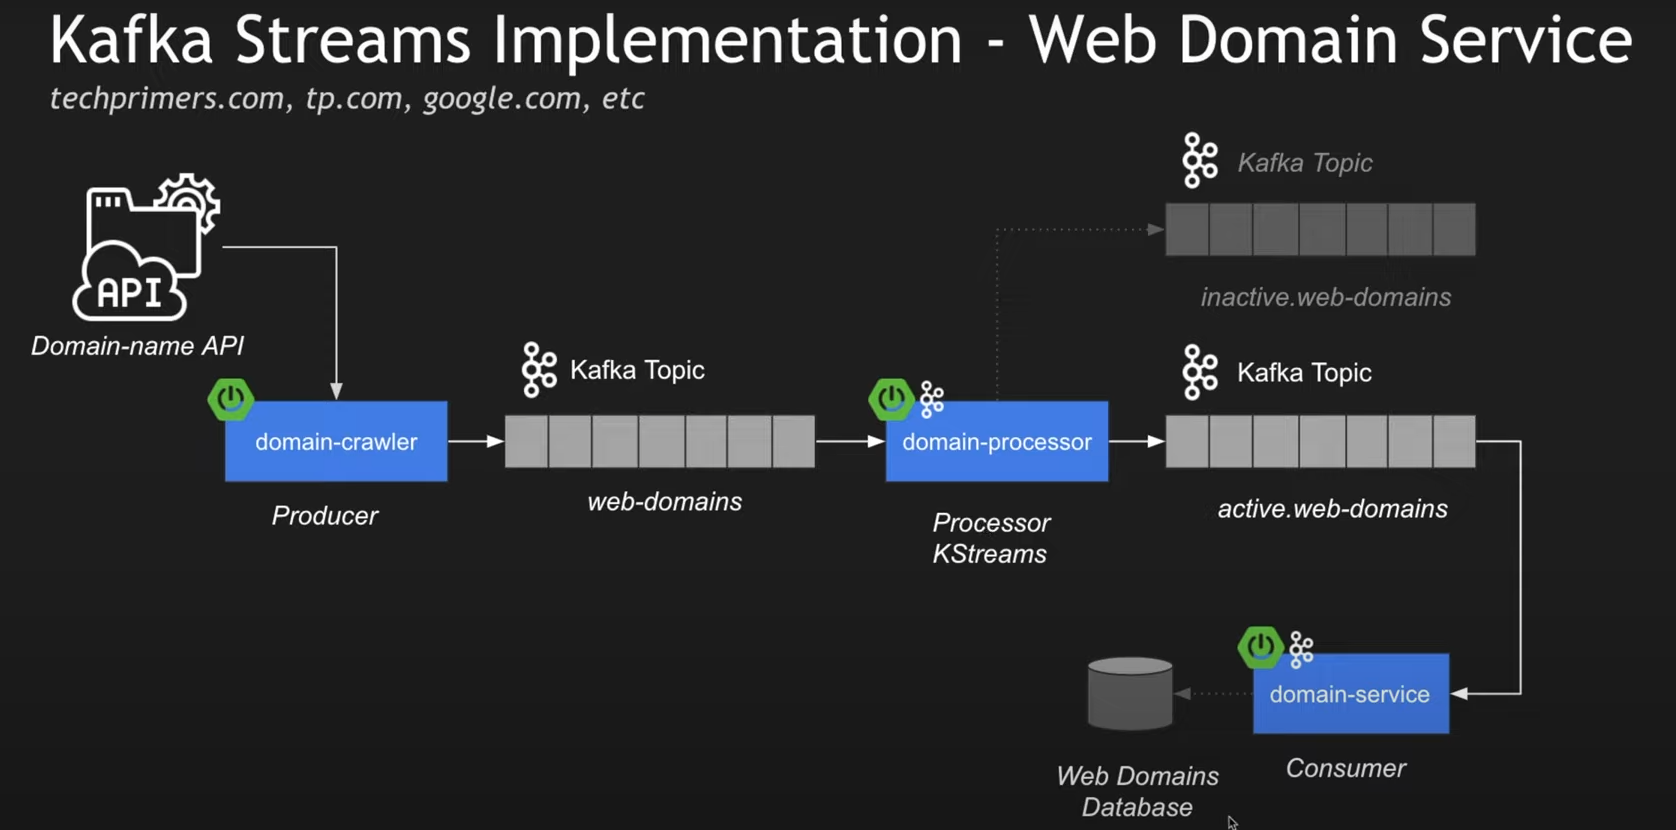 Kafka Streams Implementation - Web Domain Service
techprimers.com, tp.com, google.com, etc
Kafka Topic
inactive.web-domains
API
Domain-name API
domain-crawler
Producer
Kafka Topic
web-domains
domain-processor
Processor
KStreams
Kafka Topic
active.web-domains
domain-service
Consumer
Web Domains
Database